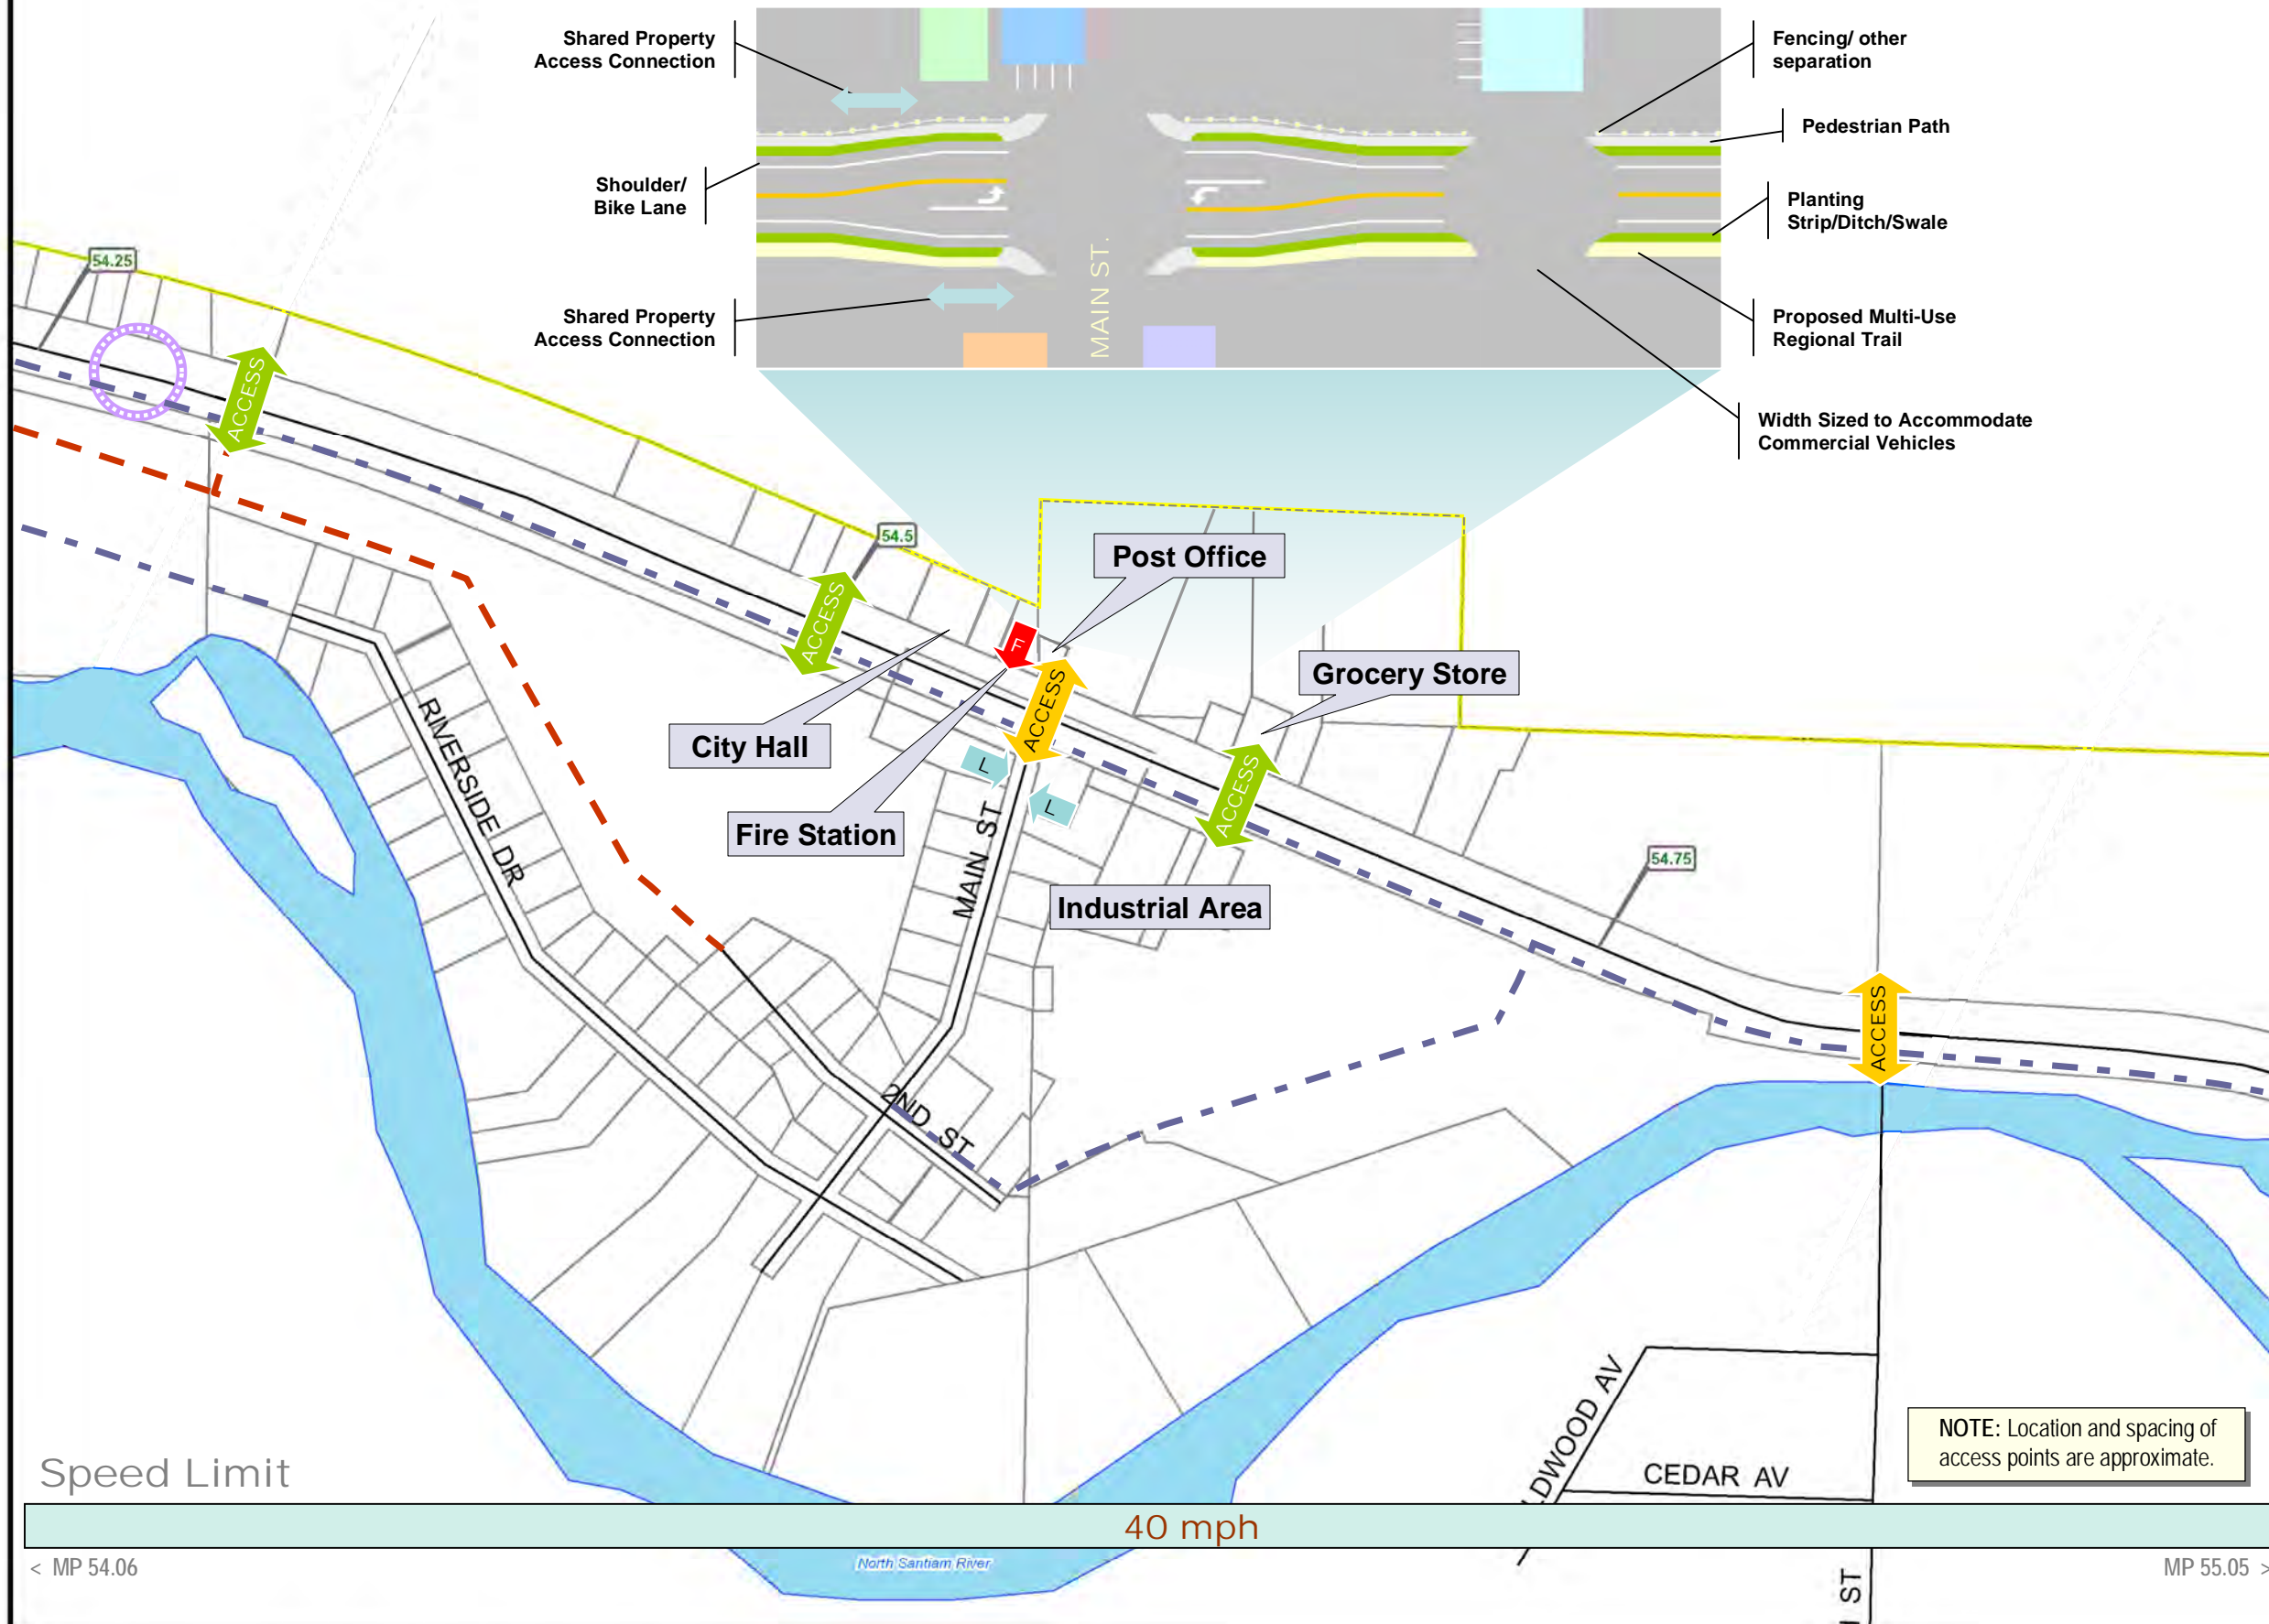 Shared Property
Access Connection
Fencing/ other
separation
Pedestrian Path
Shoulder/
Bike Lane
Planting
Strip/Ditch/Swale
MAIN ST.
Shared Property
Access Connection
Proposed Multi-Use
Regional Trail
Width Sized to Accommodate
Commercial Vehicles
54.25
ACCESS
54.5
Post Office
ACCESS
F
Grocery Store
ACCESS
City Hall
L
L
ACCESS
Fire Station
MAIN ST
RIVERSIDE DR
54.75
Industrial Area
ACCESS
2ND ST
LDWOOD AV
CEDAR AV
NOTE: Location and spacing of
access points are approximate.
Speed Limit
40 mph
< MP 54.06
North Santiam River
MP 55.05 >
ST